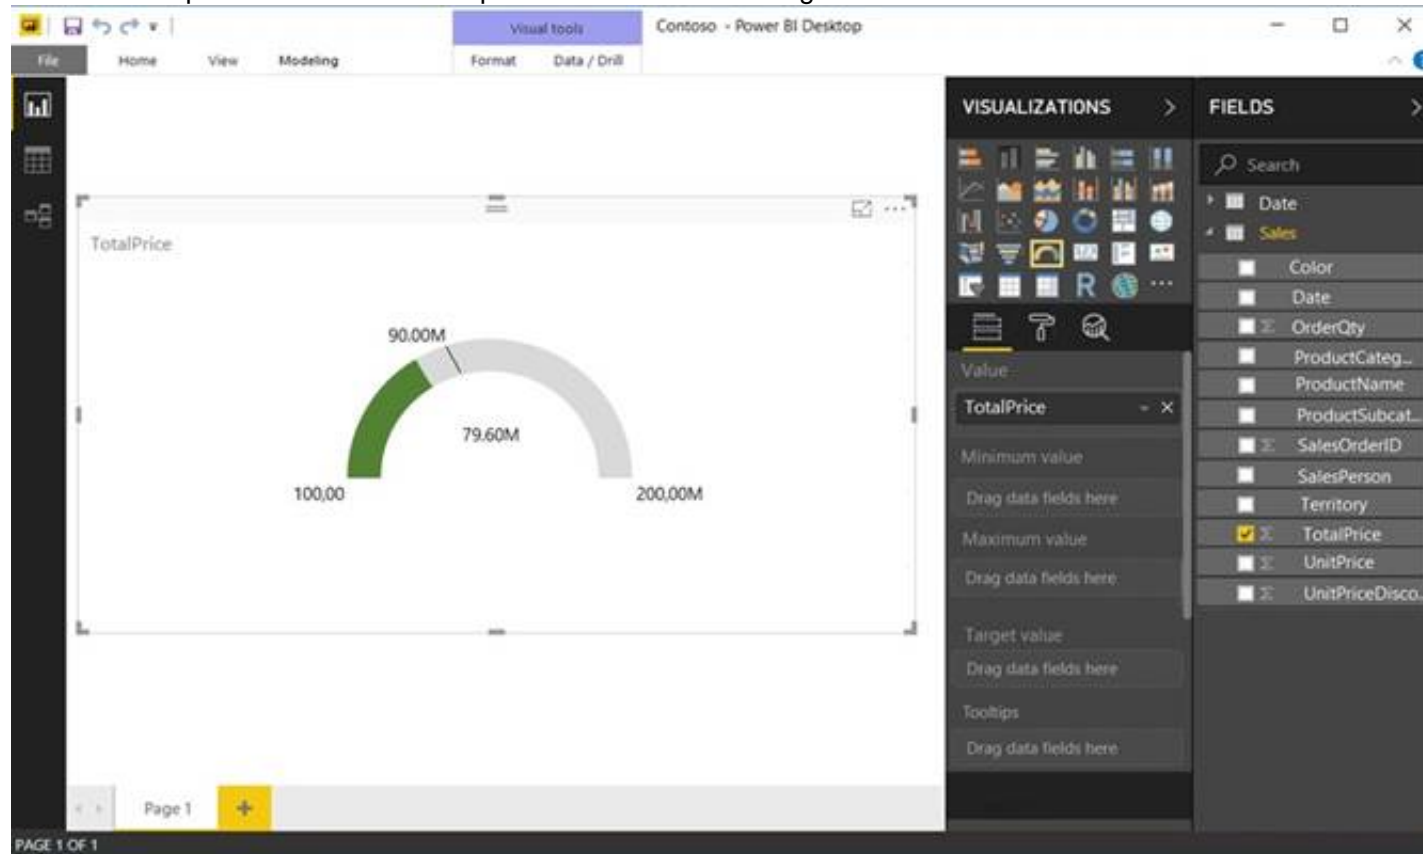 Contoso - Power BI Desktop
Visual tools
File
Home
View
Modeling
Format
Data / Drill
TotalPrice
90.00M
79.60M
100,00
200,00M
VISUALIZATIONS
R
Value
TotalPrice
Minimum value
Drag data fields here
Maximum value
Drag data fields here
Target value
Drag data fields here
Tooltips
Drag data fields here
FIELDS
Search
Date
Sales
Color
Date
Σ OrderQty
ProductCateg...
ProductName
ProductSubcat...
Σ SalesOrderID
SalesPerson
Territory
Σ TotalPrice
Σ UnitPrice
Σ UnitPriceDisco...
Page 1
PAGE 1 OF 1